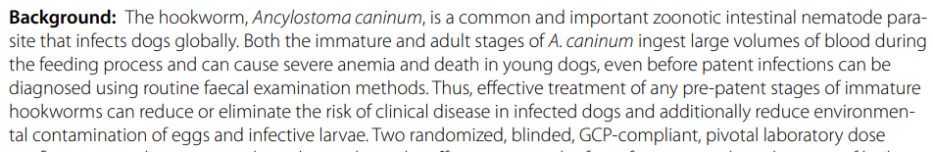 Background: The hookworm, Ancylostoma caninum, is a common and important zoonotic intestinal nematode para-
site that infects dogs globally. Both the immature and adult stages of A. caninum ingest large volumes of blood during
the feeding process and can cause severe anemia and death in young dogs, even before patent infections can be
diagnosed using routine faecal examination methods. Thus, effective treatment of any pre-patent stages of immature
hookworms can reduce or eliminate the risk of clinical disease in infected dogs and additionally reduce environmen-
tal contamination of eggs and infective larvae. Two randomized, blinded, GCP-compliant, pivotal laboratory dose